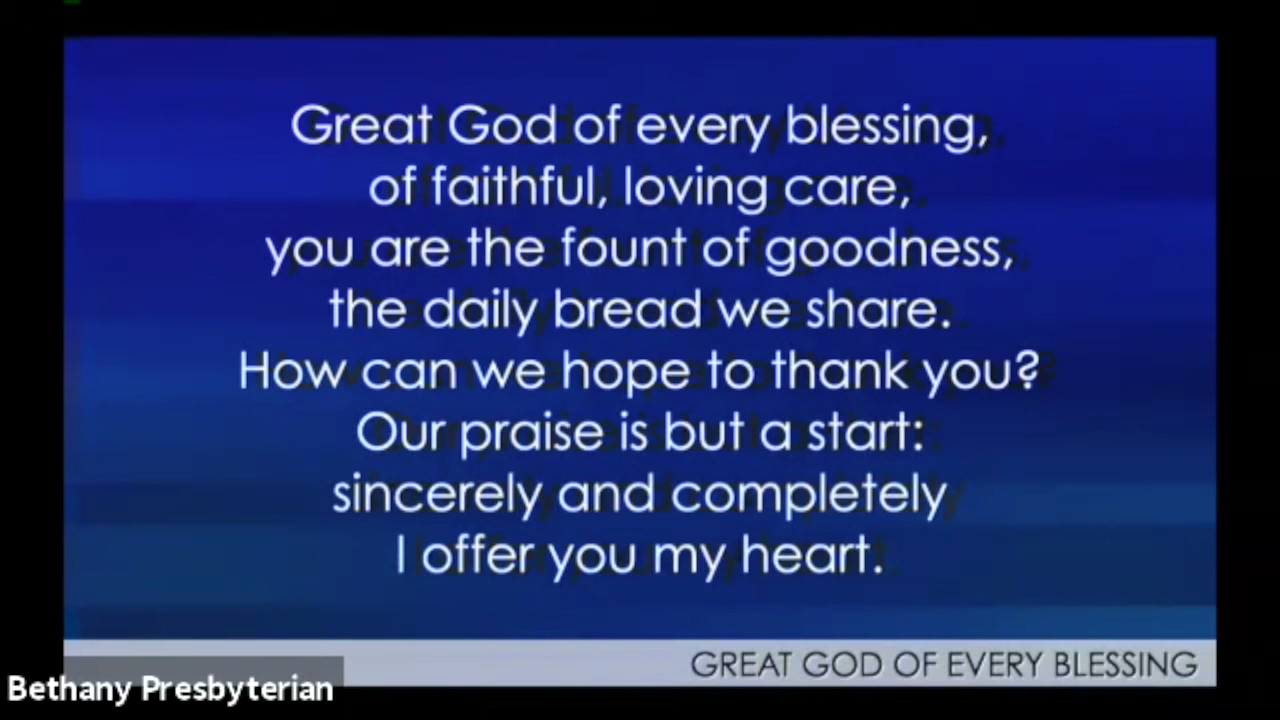 Great God of every blessing,
of faithful, loving care,
you are the fount of goodness,
the daily bread we share.
How can we hope to thank you?
Our praise is but a start:
sincerely and completely
I offer you my heart.
GREAT GOD OF EVERY BLESSING
Bethany Presbyterian